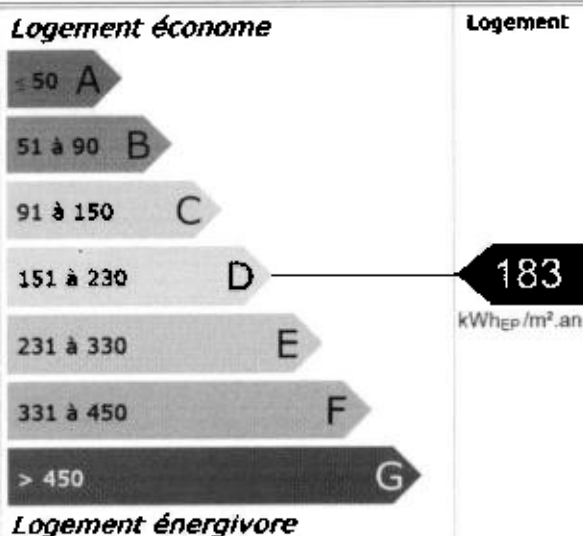 Logement économe
Logement
≤ 50 A
51 à 90 B
91 à 150 C
151 à 230 D
183
kWhEP/m².an
231 à 330 E
331 à 450 F
> 450 G
Logement énergivore